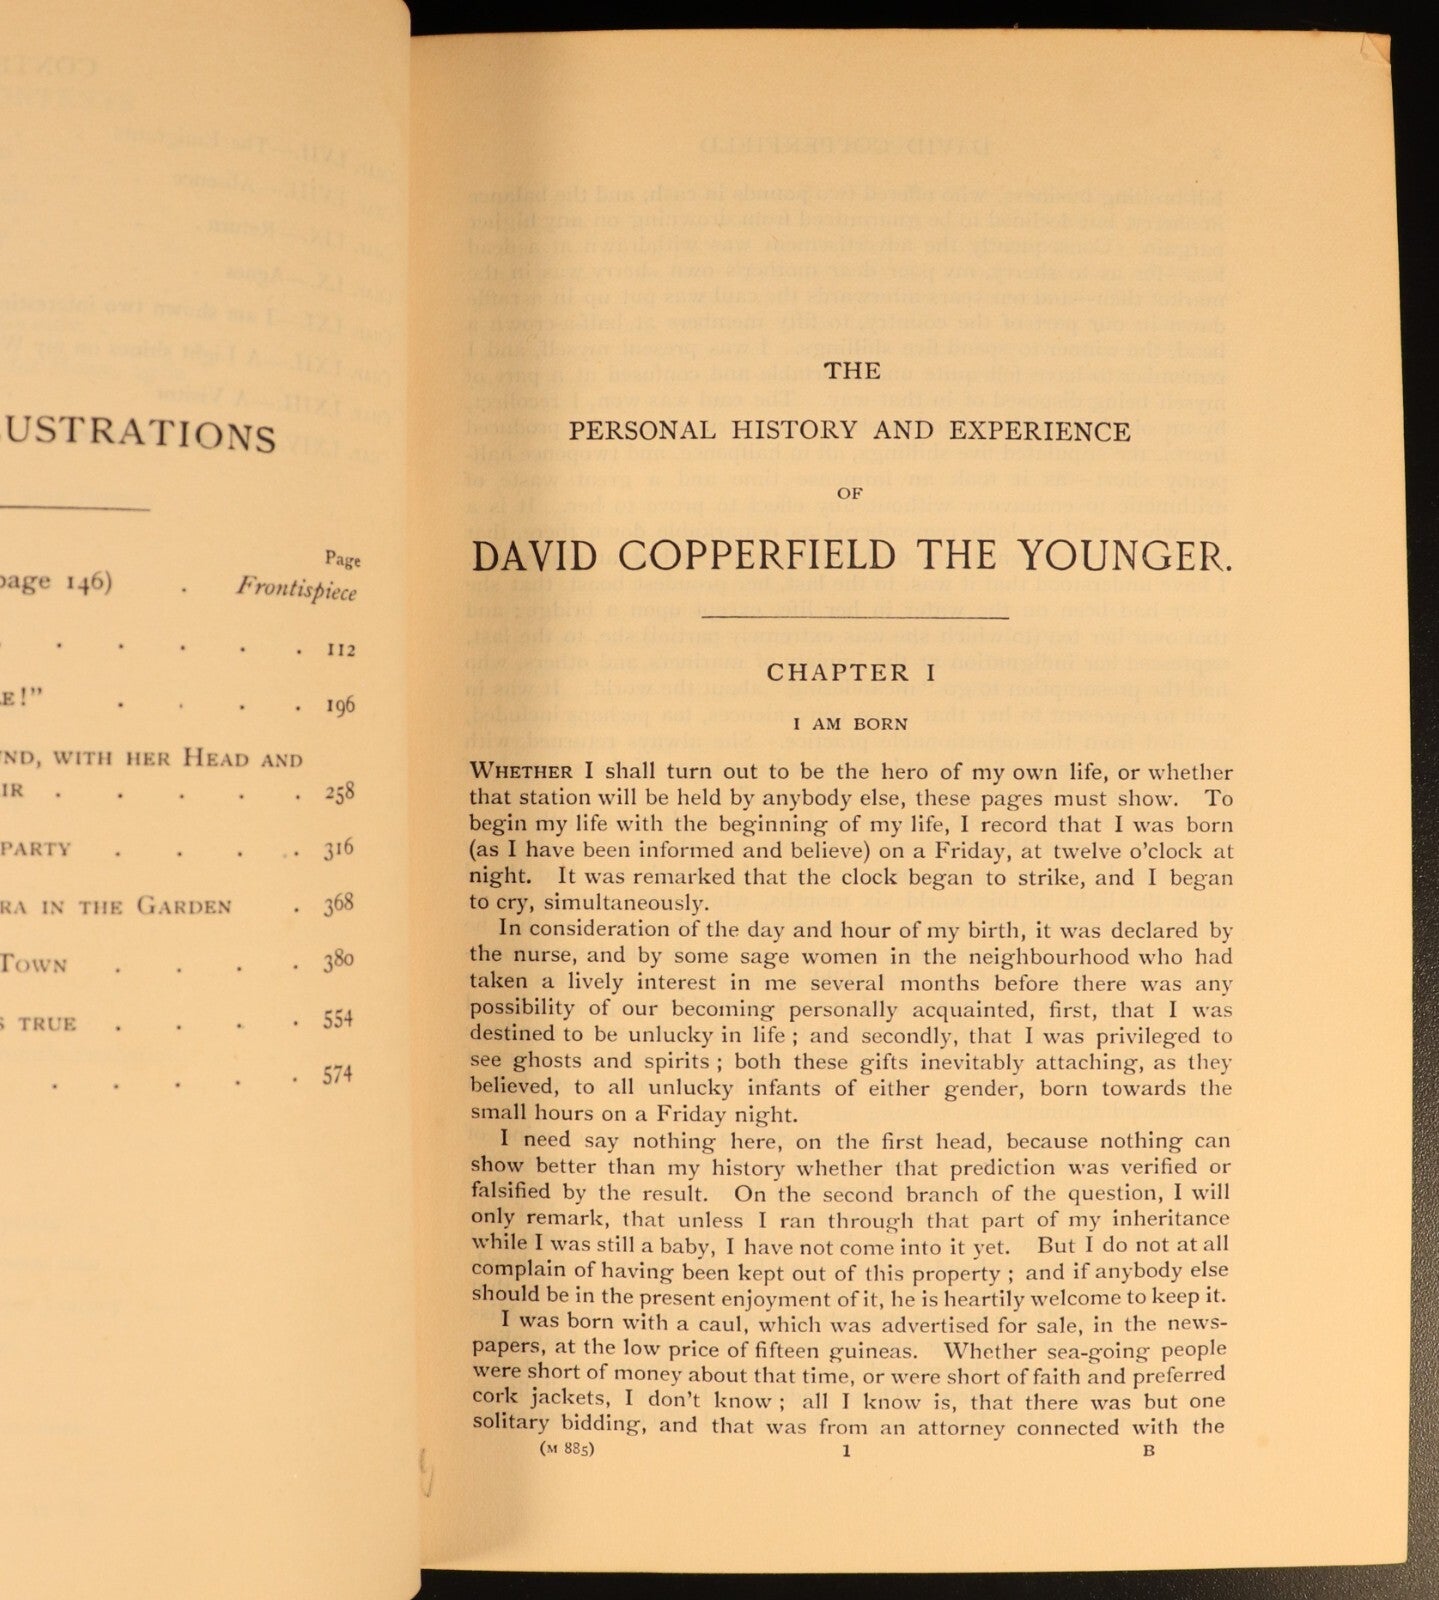 USTRATIONS
Page
page 146) . Frontispiece
. . . . . 112
E!" . . . . 196
ND, WITH HER HEAD AND
IR . . . . . 258
PARTY . . . . 316
RA IN THE GARDEN . 368
TOWN . . . . 380
S TRUE . . . . 554
. . . . . 574
THE
PERSONAL HISTORY AND EXPERIENCE
OF
DAVID COPPERFIELD THE YOUNGER.
CHAPTER I
I AM BORN
WHETHER I shall turn out to be the hero of my own life, or whether
that station will be held by anybody else, these pages must show. To
begin my life with the beginning of my life, I record that I was born
(as I have been informed and believe) on a Friday, at twelve o'clock at
night. It was remarked that the clock began to strike, and I began
to cry, simultaneously.
In consideration of the day and hour of my birth, it was declared by
the nurse, and by some sage women in the neighbourhood who had
taken a lively interest in me several months before there was any
possibility of our becoming personally acquainted, first, that I was
destined to be unlucky in life ; and secondly, that I was privileged to
see ghosts and spirits ; both these gifts inevitably attaching, as they
believed, to all unlucky infants of either gender, born towards the
small hours on a Friday night.
I need say nothing here, on the first head, because nothing can
show better than my history whether that prediction was verified or
falsified by the result. On the second branch of the question, I will
only remark, that unless I ran through that part of my inheritance
while I was still a baby, I have not come into it yet. But I do not at all
complain of having been kept out of this property ; and if anybody else
should be in the present enjoyment of it, he is heartily welcome to keep it.
I was born with a caul, which was advertised for sale, in the news-
papers, at the low price of fifteen guineas. Whether sea-going people
were short of money about that time, or were short of faith and preferred
cork jackets, I don't know ; all I know is, that there was but one
solitary bidding, and that was from an attorney connected with the
(M 885) 1 B